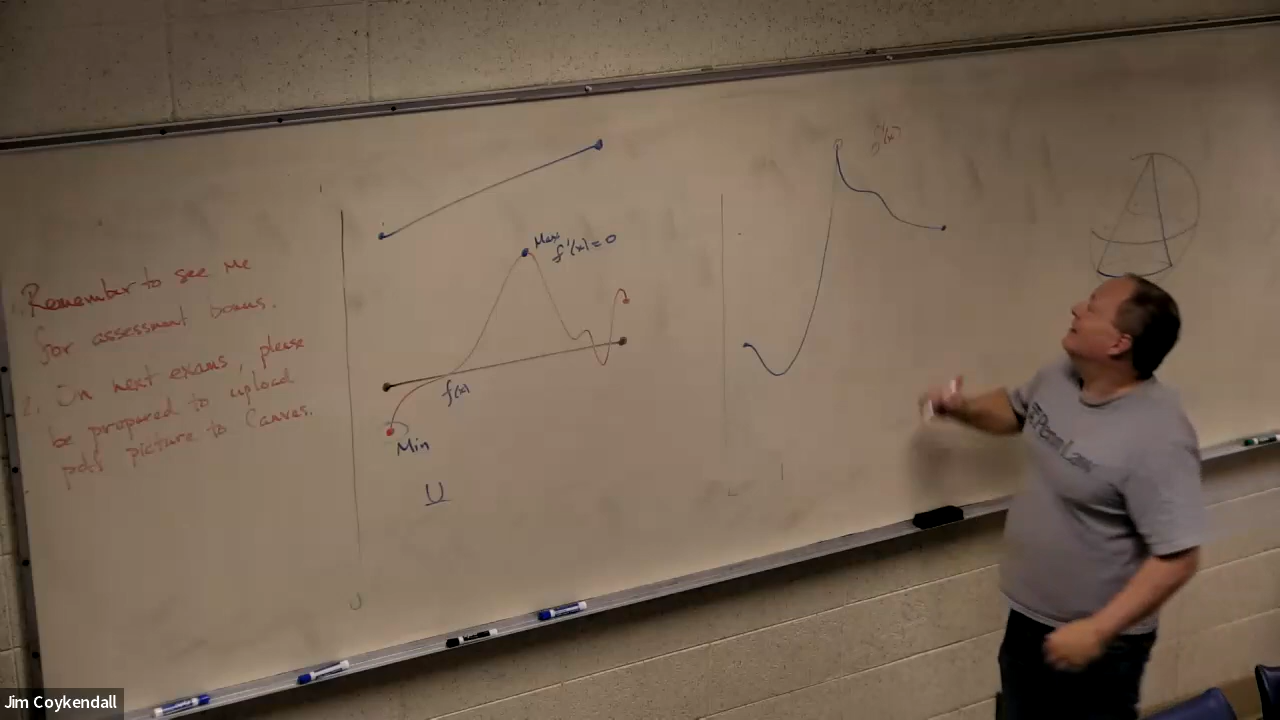 Remember to see me
for assessment bonus.
2. On next exams, please
be prepared to upload
pdf picture to Canvas.
Max
f'(x)=0
f(x)
Min
U
Jim Coykendall